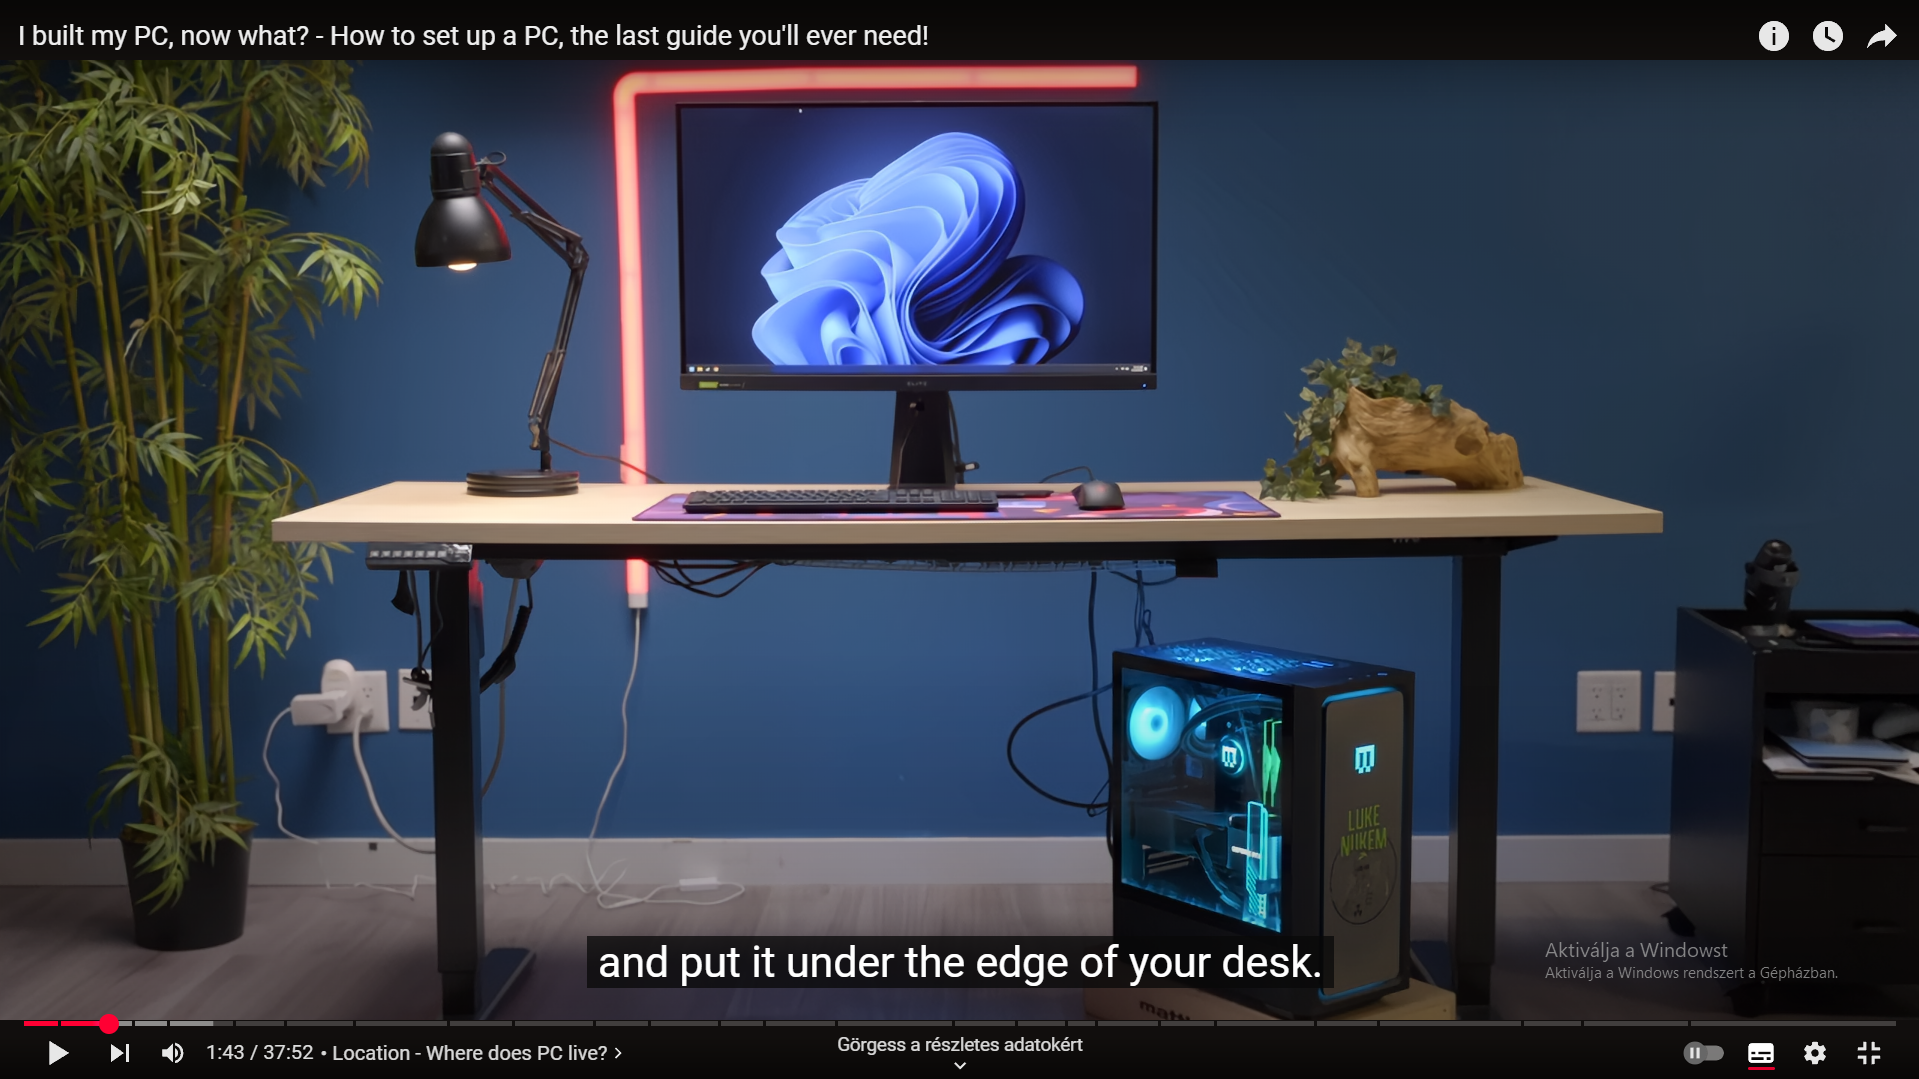 I built my PC, now what? - How to set up a PC, the last guide you'll ever need!
ELITE
LUKE
NUKEM
and put it under the edge of your desk.
Aktiválja a Windowst
Aktiválja a Windows rendszert a Gépházban.
1:43 / 37:52 • Location - Where does PC live?
Görgess a részletes adatokért